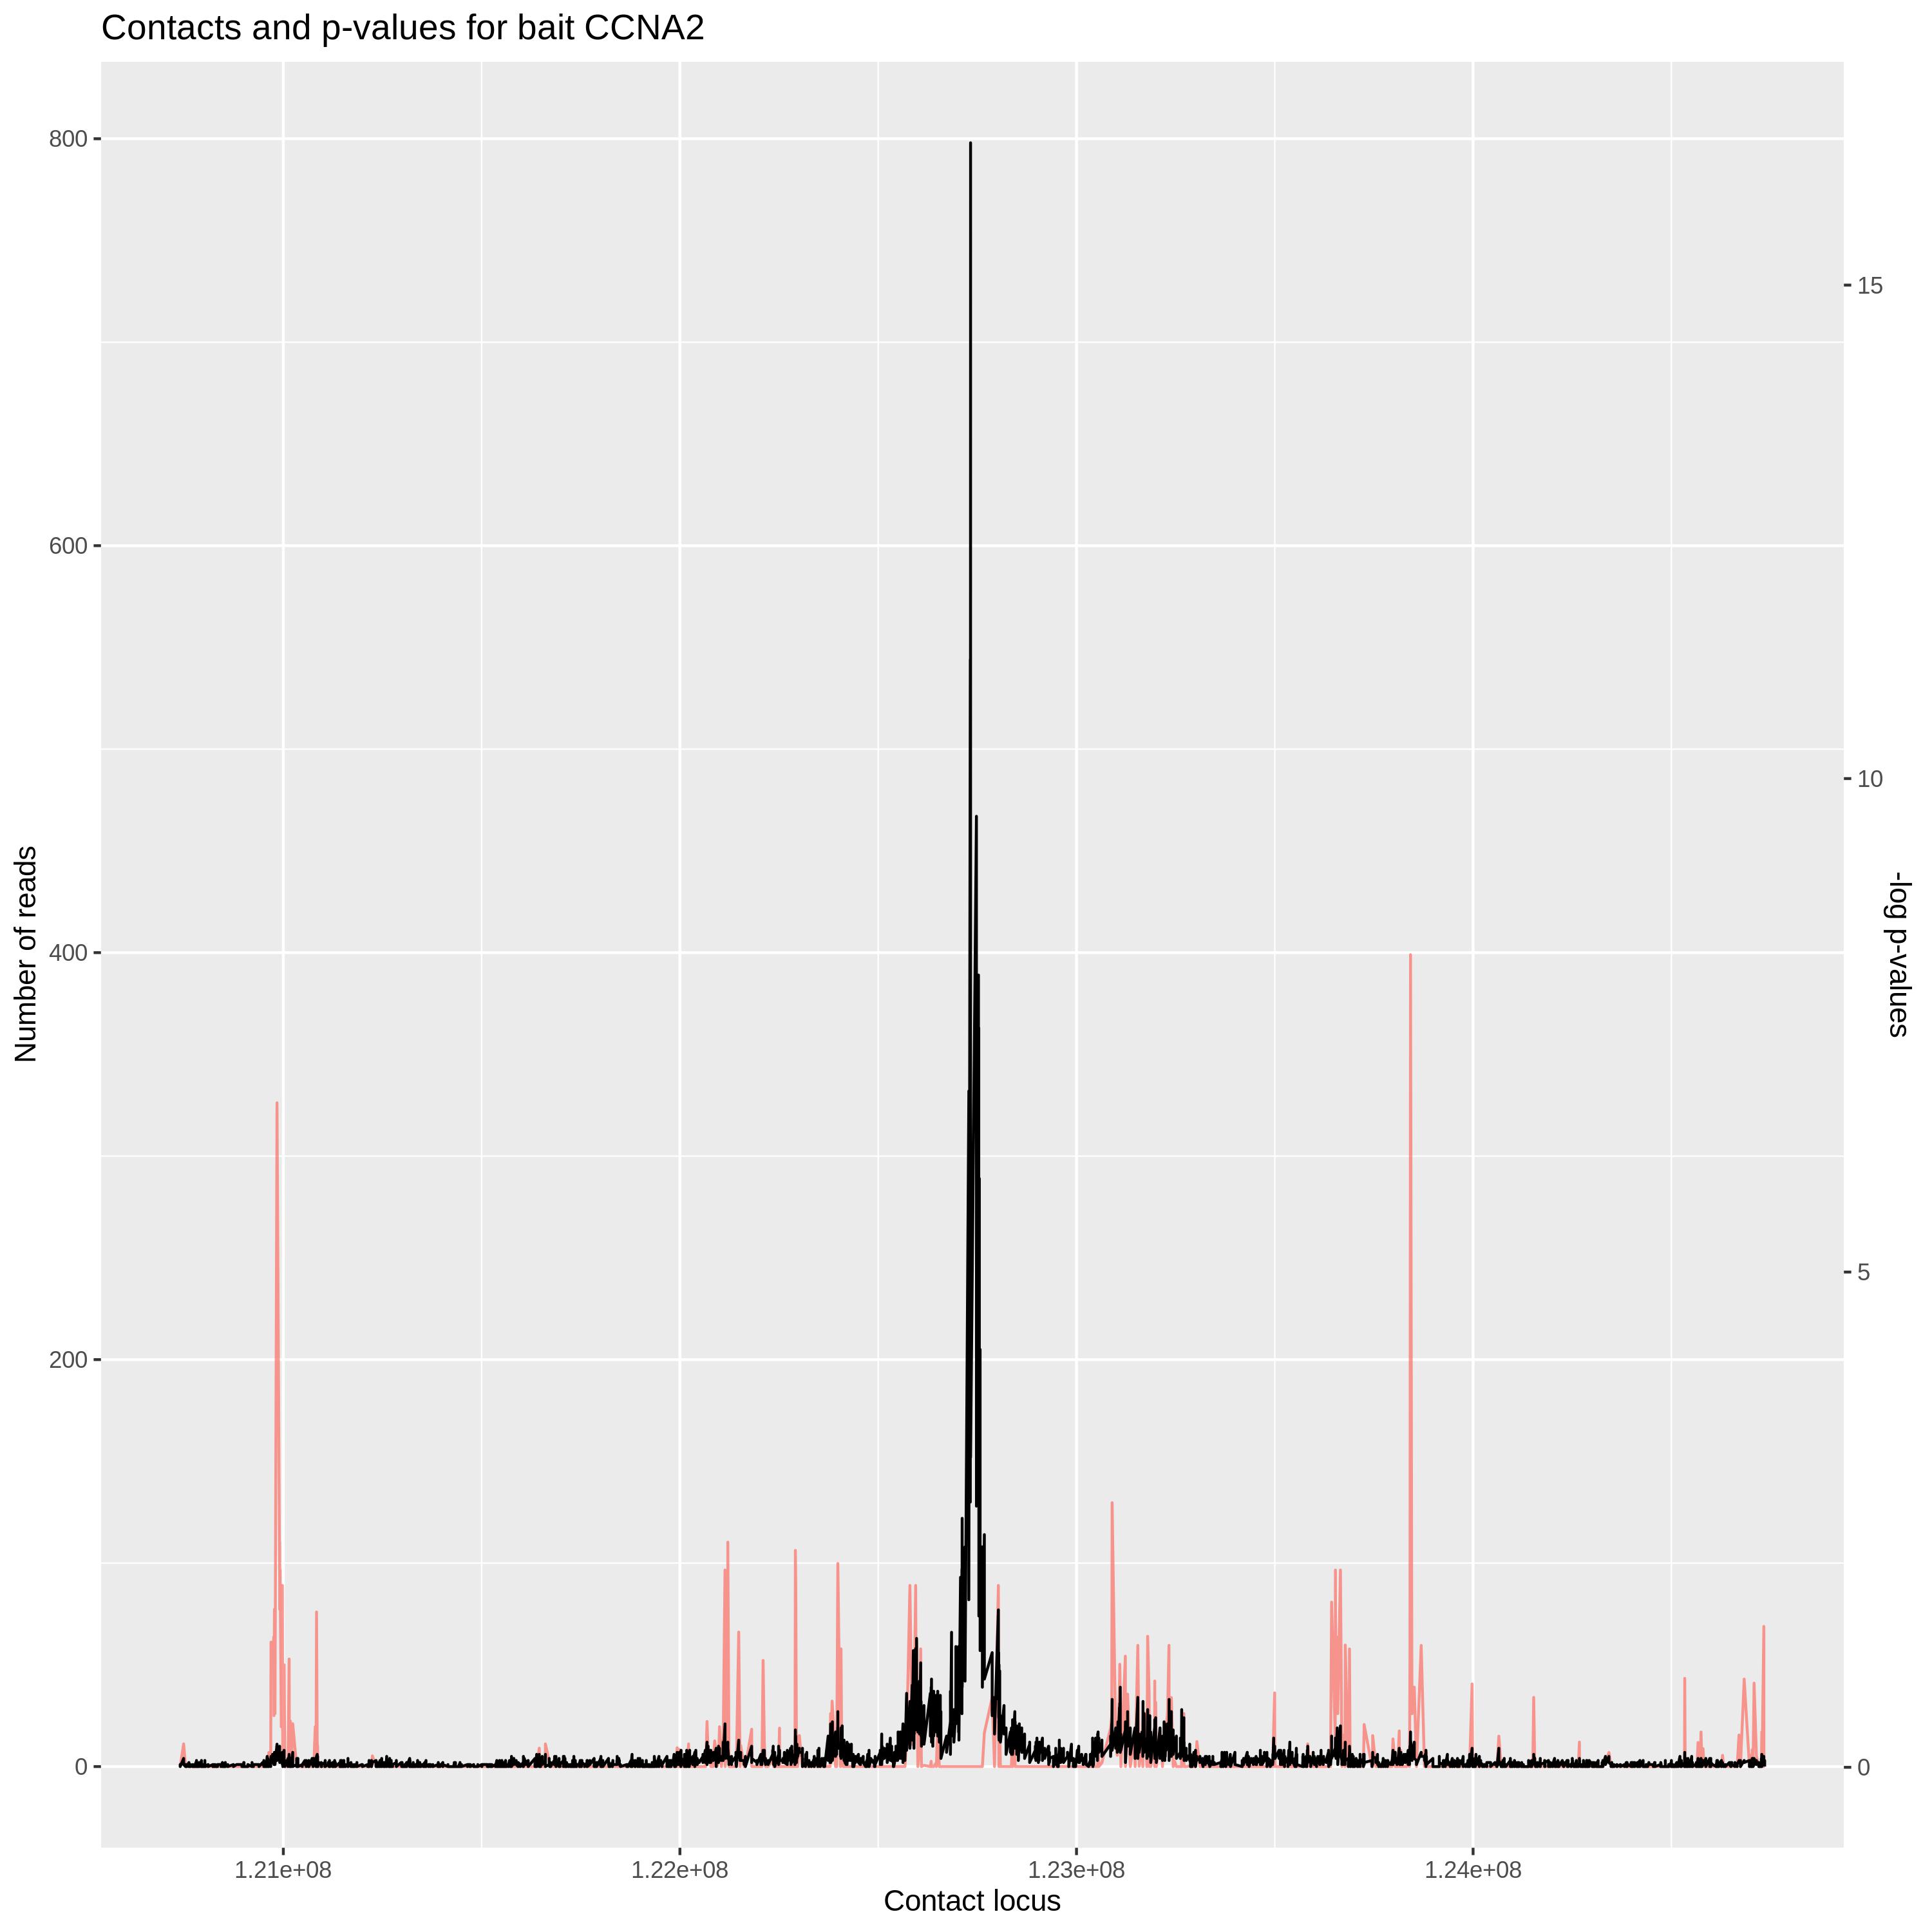 Contacts and p-values for bait CCNA2
800
600
400
200
0
Number of reads
15
10
5
0
-log p-values
1.21e+08
1.22e+08
1.23e+08
1.24e+08
Contact locus